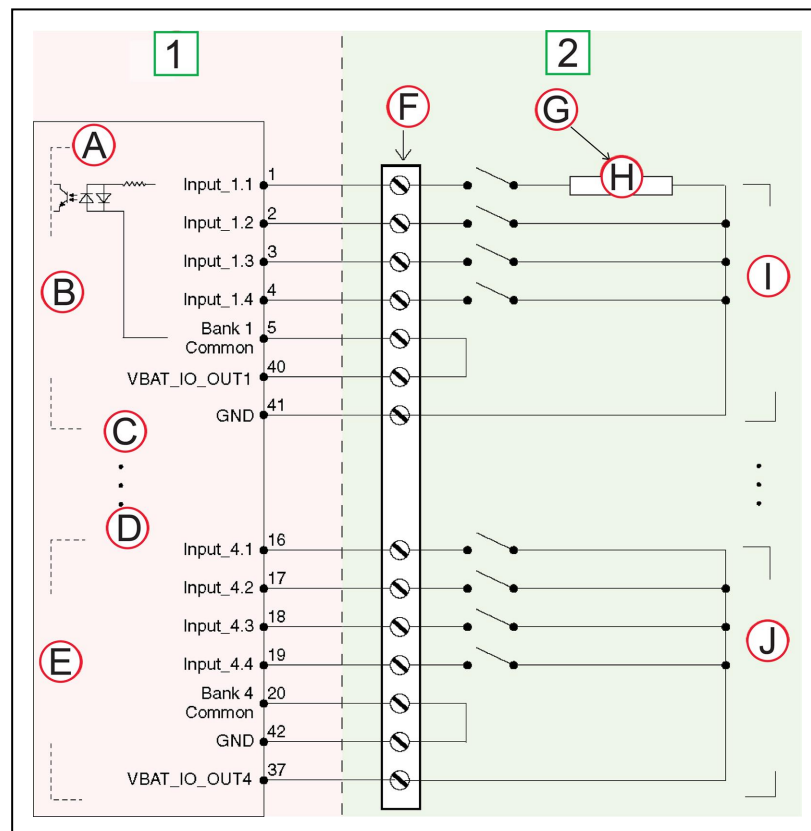 1
2
F
G
A
H
Input_1.1 1
Input_1.2 2
Input_1.3 3
I
B
Input_1.4 4
Bank 1
Common 5
VBAT_IO_OUT1 40
GND 41
C
D
Input_4.1 16
Input_4.2 17
Input_4.3 18
J
E
Input_4.4 19
Bank 4
Common 20
GND 42
VBAT_IO_OUT4 37